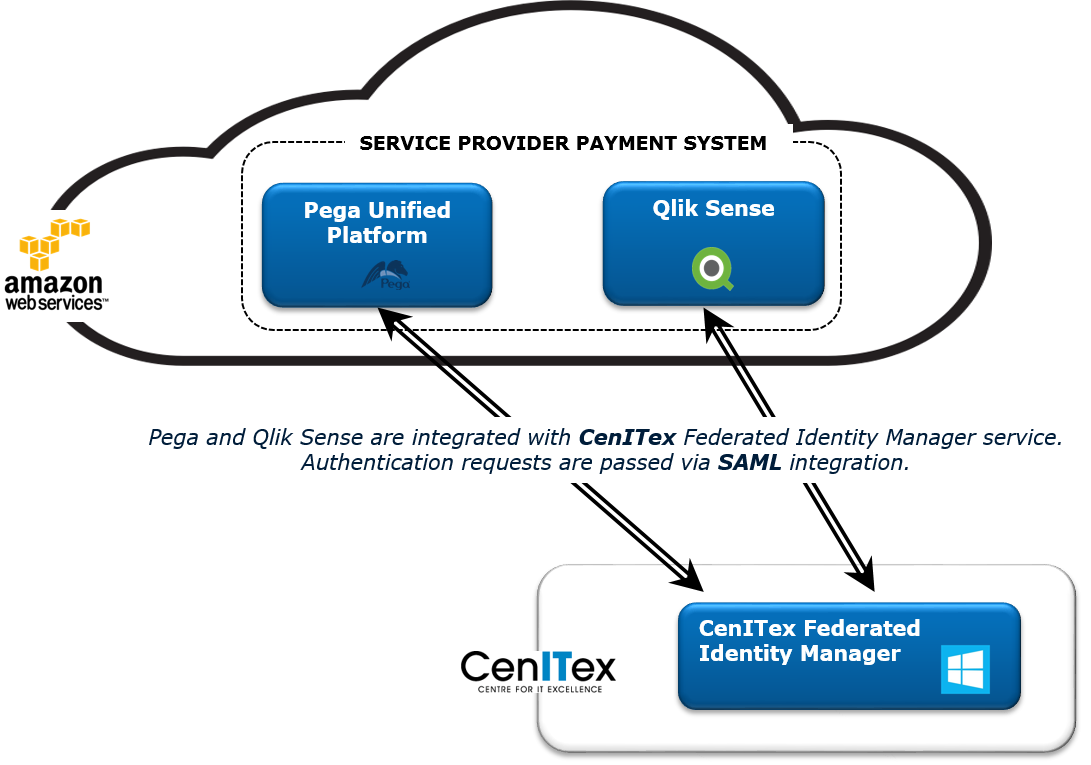 SERVICE PROVIDER PAYMENT SYSTEM
Pega Unified
Platform
Pega
Qlik Sense
amazon
web services™
Pega and Qlik Sense are integrated with CenITex Federated Identity Manager service.
Authentication requests are passed via SAML integration.
CenITex Federated
Identity Manager
CenITex
CENTRE FOR IT EXCELLENCE